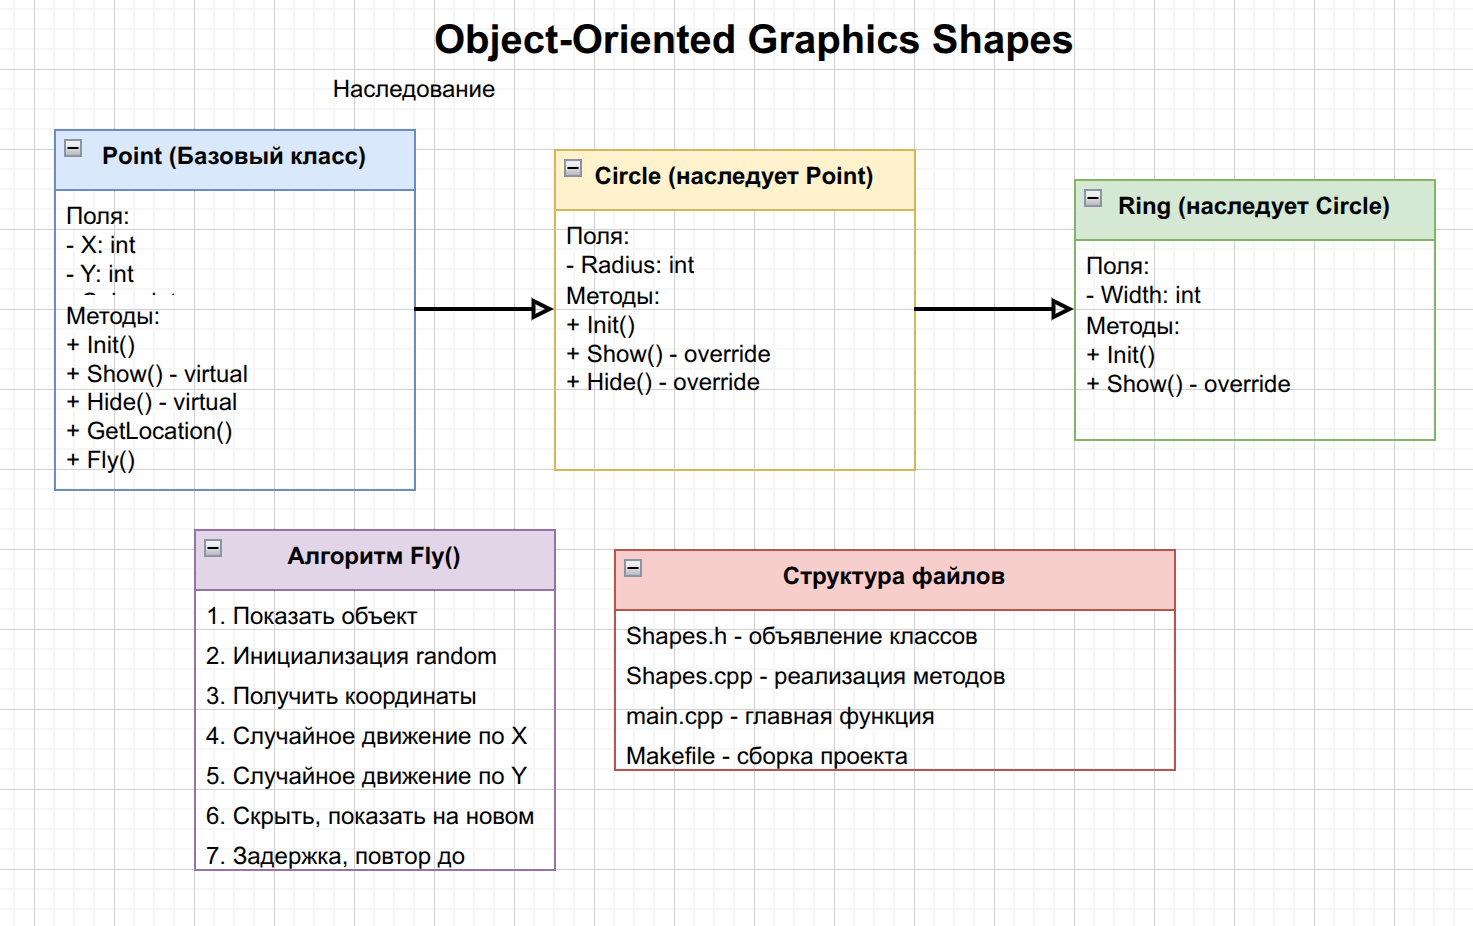 Object-Oriented Graphics Shapes
Наследование
Point (Базовый класс)
Поля:
- X: int
- Y: int
Методы:
+ Init()
+ Show() - virtual
+ Hide() - virtual
+ GetLocation()
+ Fly()
Circle (наследует Point)
Поля:
- Radius: int
Методы:
+ Init()
+ Show() - override
+ Hide() - override
Ring (наследует Circle)
Поля:
- Width: int
Методы:
+ Init()
+ Show() - override
Алгоритм Fly()
1. Показать объект
2. Инициализация random
3. Получить координаты
4. Случайное движение по X
5. Случайное движение по Y
6. Скрыть, показать на новом
7. Задержка, повтор до
Структура файлов
Shapes.h - объявление классов
Shapes.cpp - реализация методов
main.cpp - главная функция
Makefile - сборка проекта